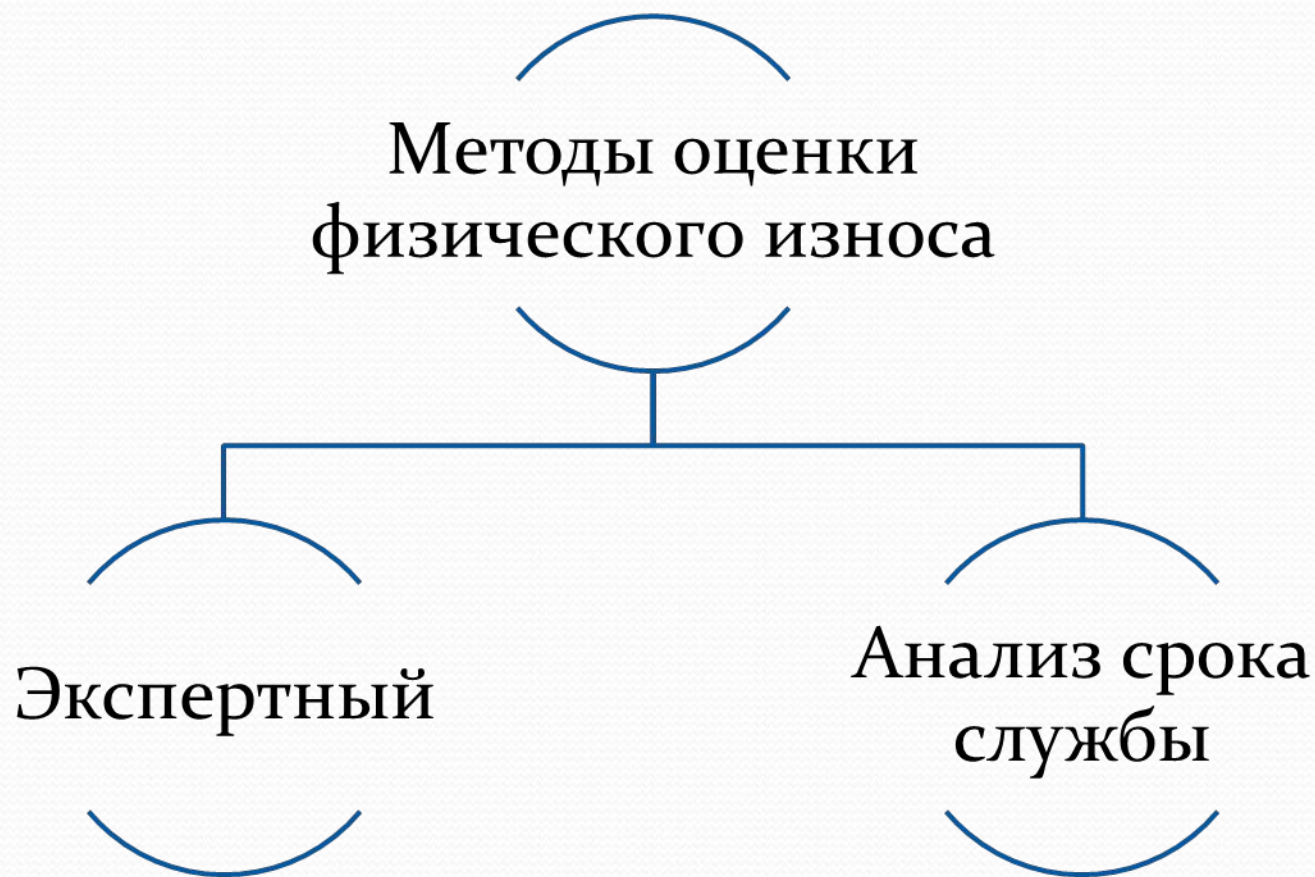 Методы оценки
физического износа
Экспертный
Анализ срока
службы